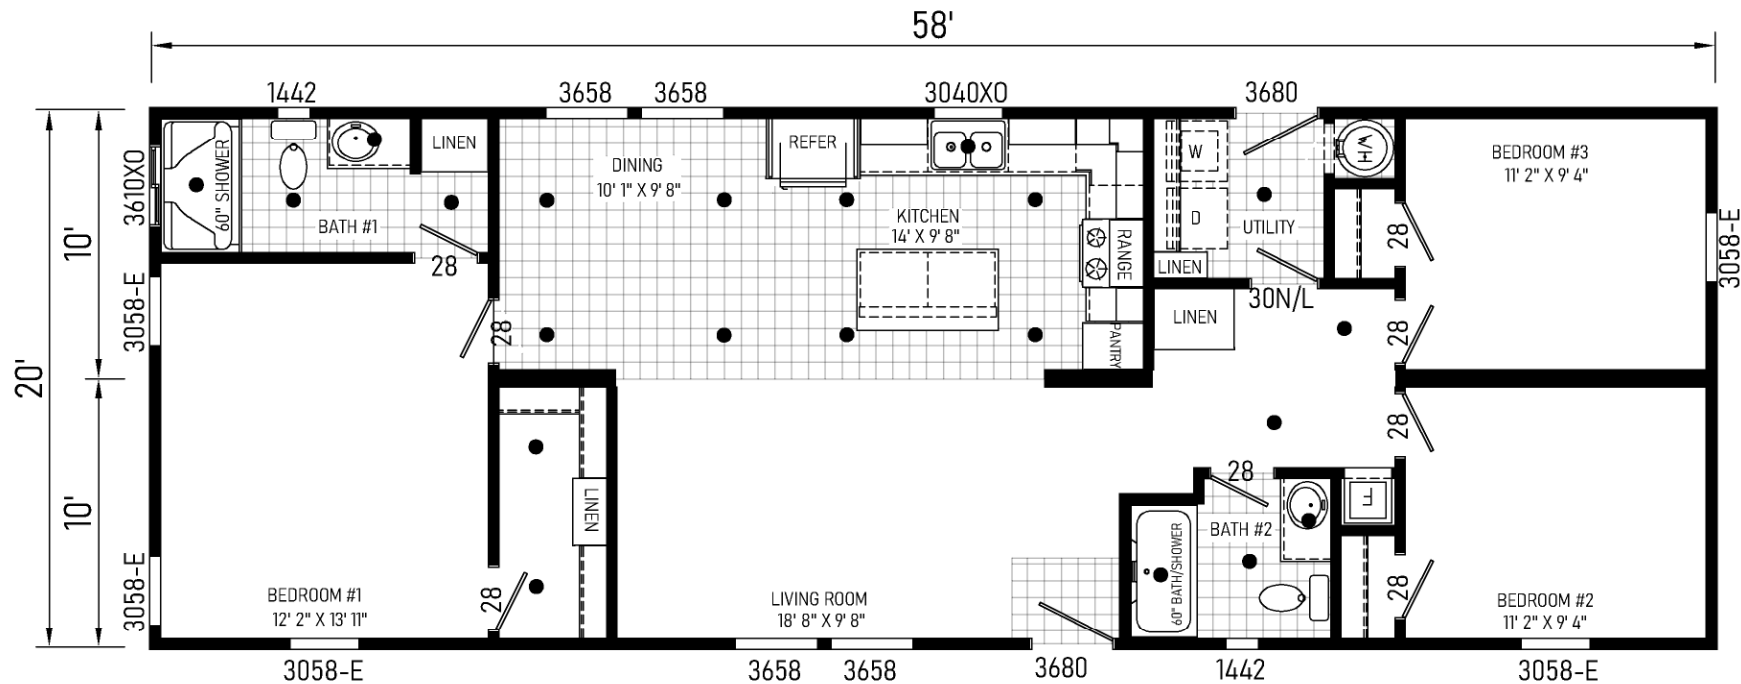 58'
1442
3658
3658
3040XO
3680
20'
10'
10'
3610XO
3058-E
3058-E
60" SHOWER
LINEN
BATH #1
28
DINING
10' 1" X 9' 8"
REFER
KITCHEN
14' X 9' 8"
RANGE
PANTRY
28
W
D
UTILITY
LINEN
30N/L
LINEN
WH
28
28
BEDROOM #3
11' 2" X 9' 4"
3058-E
BEDROOM #1
12' 2" X 13' 11"
28
LINEN
LIVING ROOM
18' 8" X 9' 8"
28
BATH #2
60" BATH/SHOWER
F
28
28
BEDROOM #2
11' 2" X 9' 4"
3058-E
3658
3658
3680
1442
3058-E